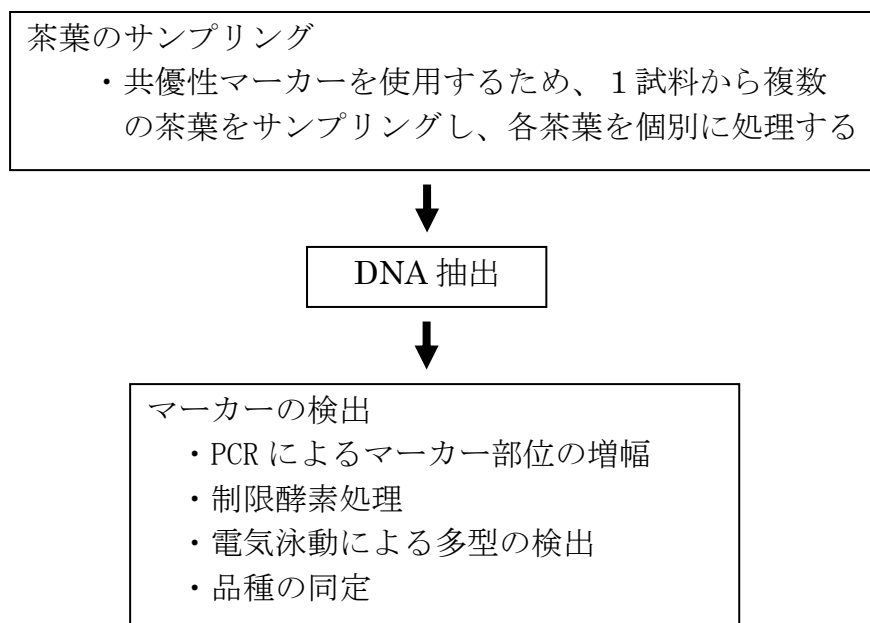 茶葉のサンプリング
・共優性マーカーを使用するため、１試料から複数
の茶葉をサンプリングし、各茶葉を個別に処理する
DNA 抽出
マーカーの検出
・PCR によるマーカー部位の増幅
・制限酵素処理
・電気泳動による多型の検出
・品種の同定